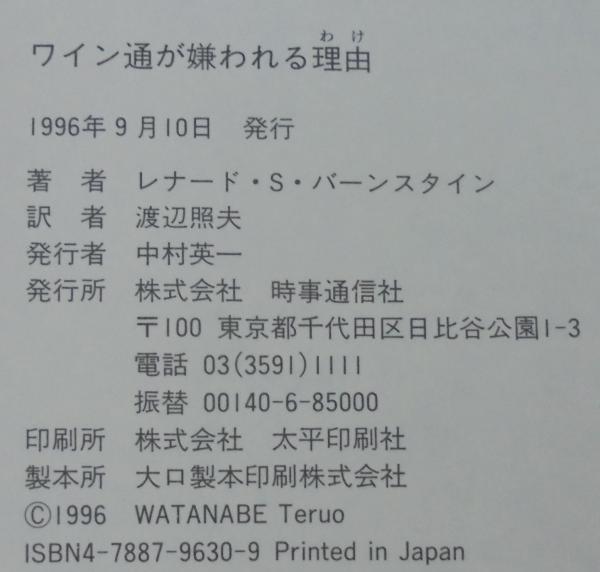 わけ
ワイン通が嫌われる理由
1996年9月10日 発行
著 者 レナード・S・バーンスタイン
訳 者 渡辺照夫
発行者 中村英一
発行所 株式会社 時事通信社
〒100 東京都千代田区日比谷公園1-3
電話 03(3591)1111
振替 00140-6-85000
印刷所 株式会社 太平印刷社
製本所 大口製本印刷株式会社
©1996 WATANABE Teruo
ISBN4-7887-9630-9 Printed in Japan